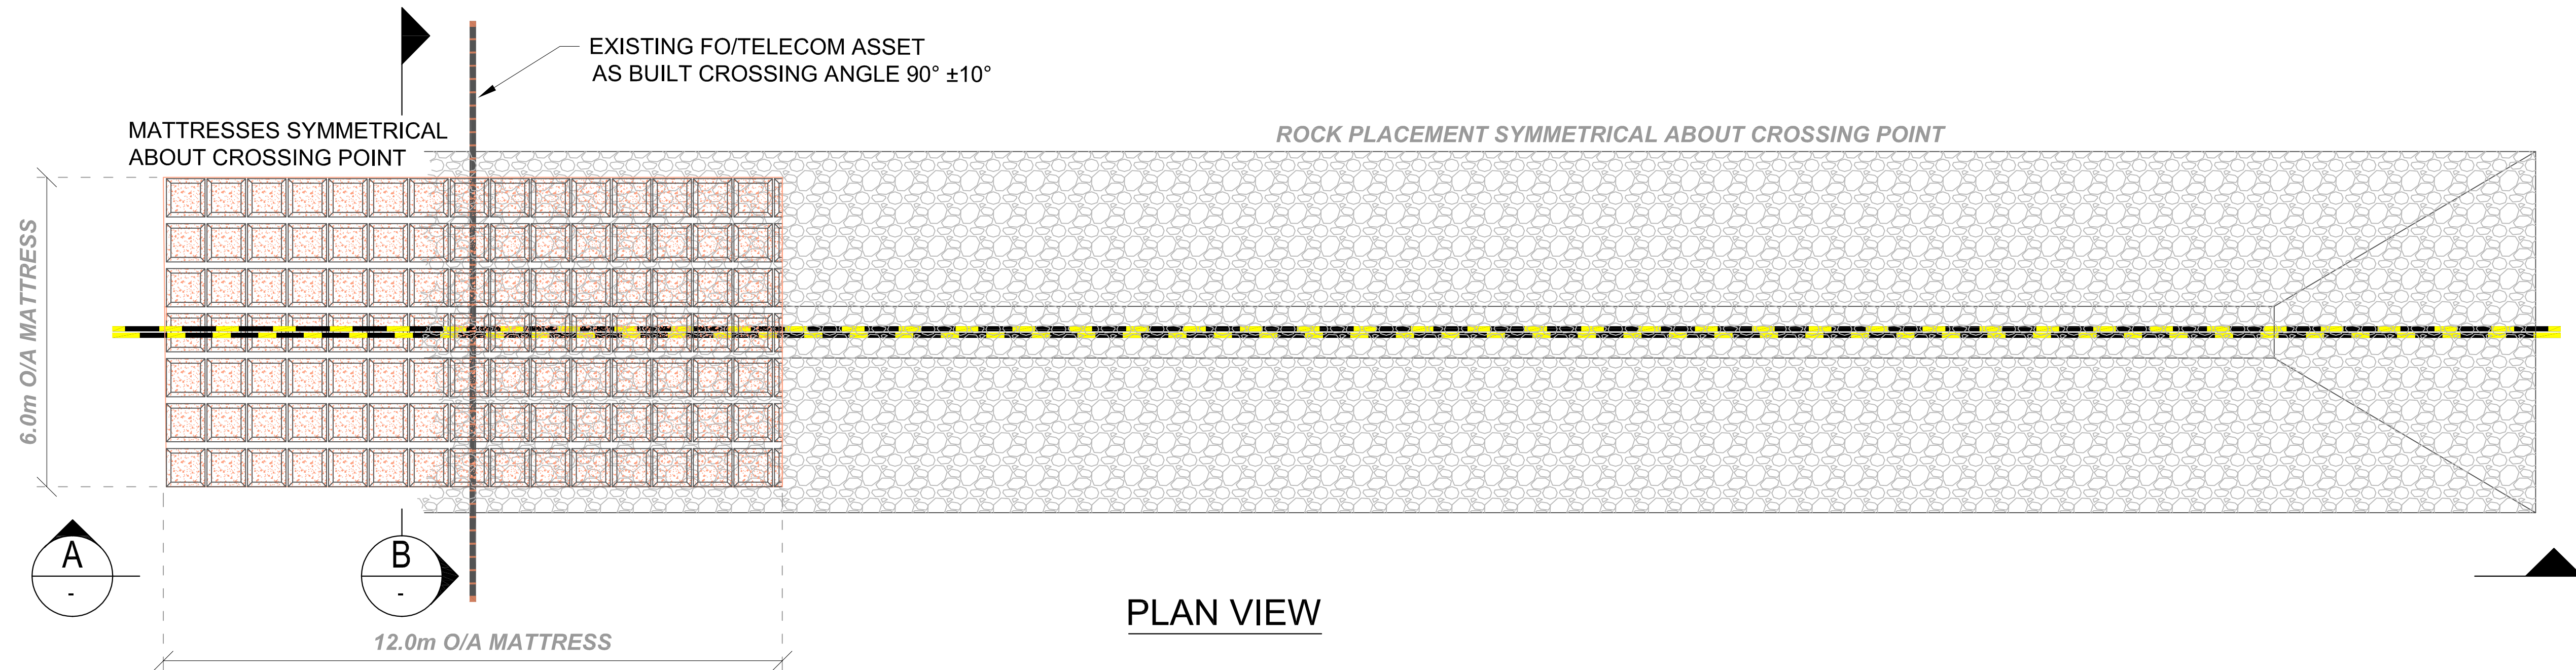 EXISTING FO/TELECOM ASSET
AS BUILT CROSSING ANGLE 90° ±10°
MATTRESSES SYMMETRICAL
ABOUT CROSSING POINT
ROCK PLACEMENT SYMMETRICAL ABOUT CROSSING POINT
6.0m O/A MATTRESS
A
-
B
-
PLAN VIEW
12.0m O/A MATTRESS